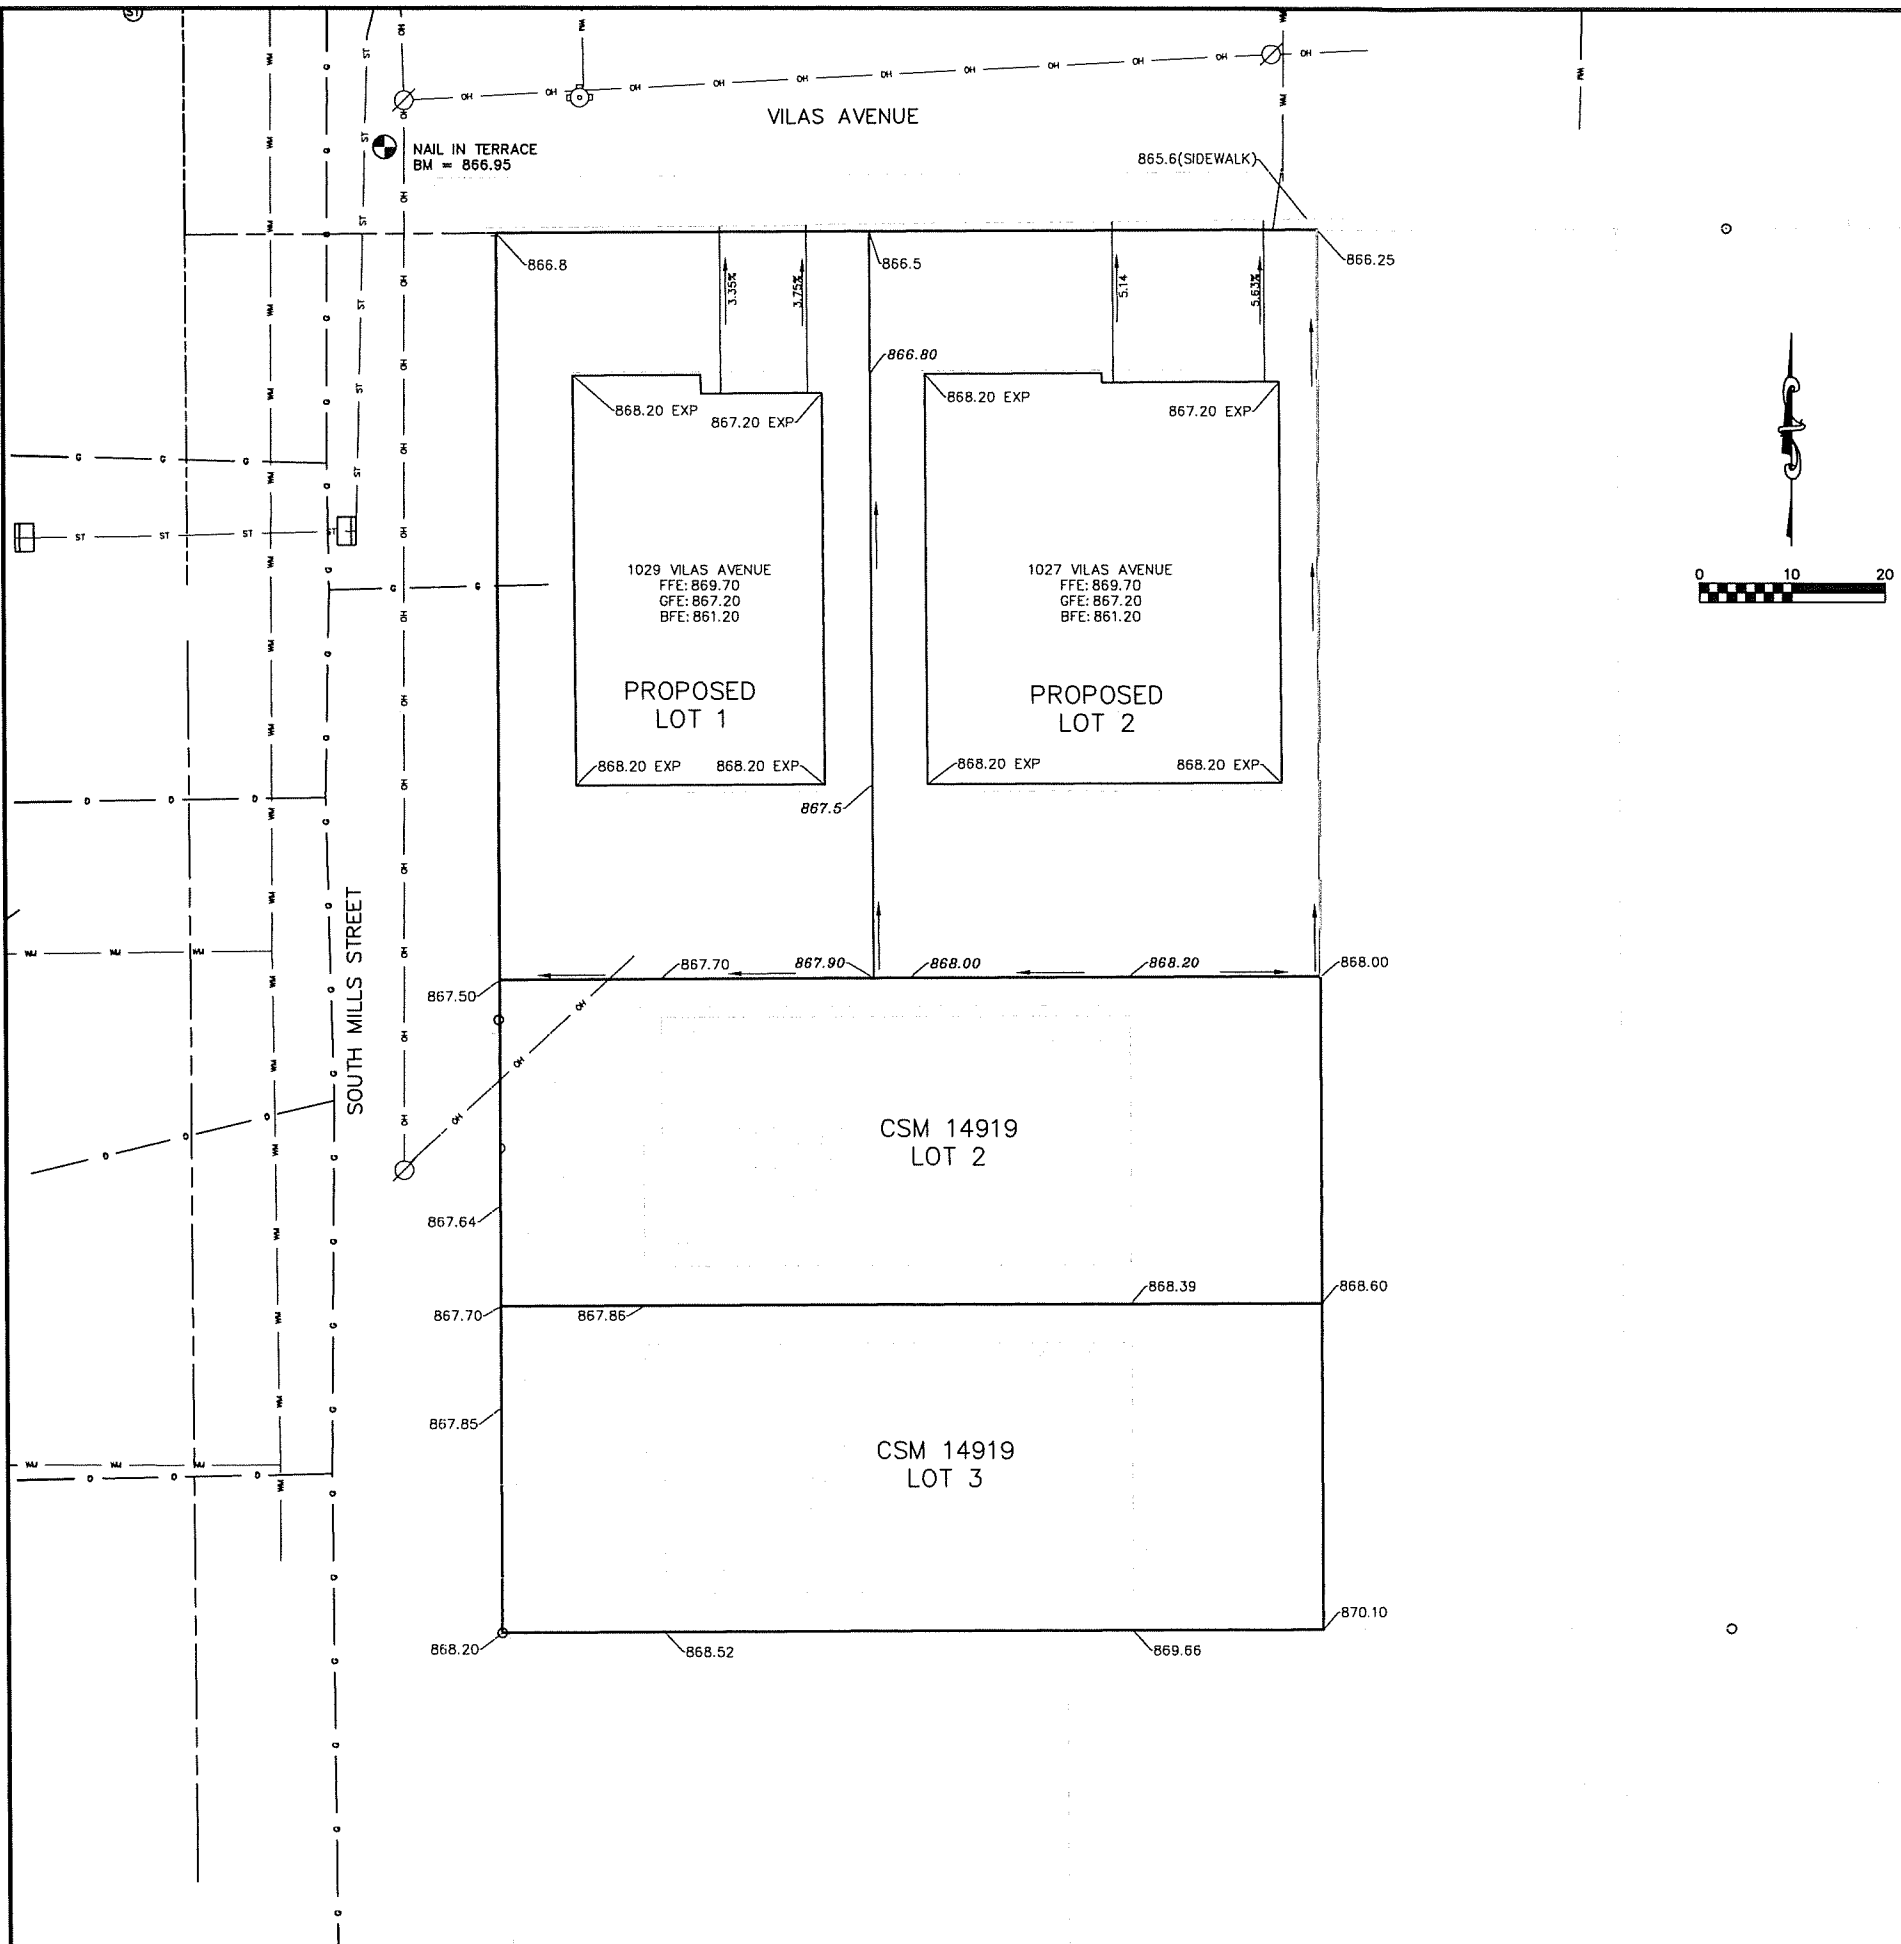 ST
VILAS AVENUE
NAIL IN TERRACE
BM = 866.95
865.6(SIDEWALK)
866.8
866.5
866.25
3.35%
3.75%
5.14
5.63%
866.80
868.20 EXP
867.20 EXP
868.20 EXP
867.20 EXP
0 10 20
1029 VILAS AVENUE
FFE: 869.70
GFE: 867.20
BFE: 861.20
1027 VILAS AVENUE
FFE: 869.70
GFE: 867.20
BFE: 861.20
PROPOSED
LOT 1
PROPOSED
LOT 2
868.20 EXP
868.20 EXP
868.20 EXP
868.20 EXP
867.5
SOUTH MILLS STREET
867.50
867.70
867.90
868.00
868.20
868.00
CSM 14919
LOT 2
867.64
867.70
867.86
868.39
868.60
867.85
CSM 14919
LOT 3
868.20
868.52
869.66
870.10